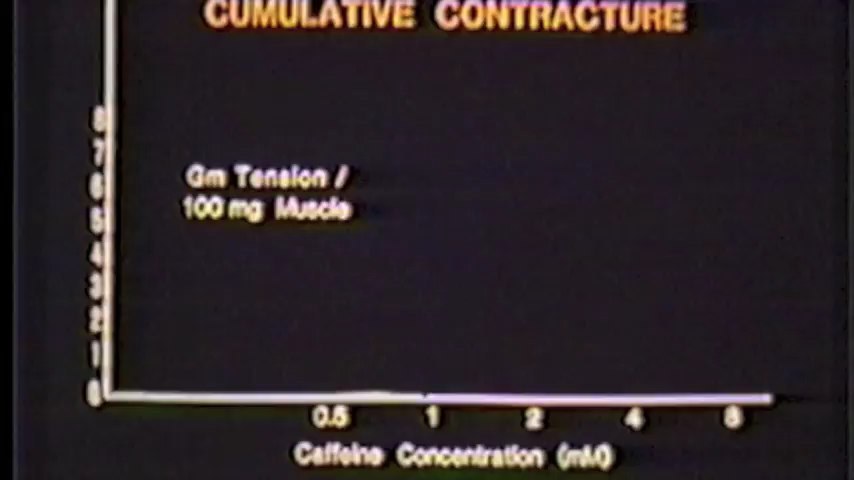 CUMULATIVE CONTRACTURE
8
7
Gm Tension /
6
100 mg Muscle
5
4
3
2
1
0
0.5 1 2 4 8
Caffeine Concentration (mM)